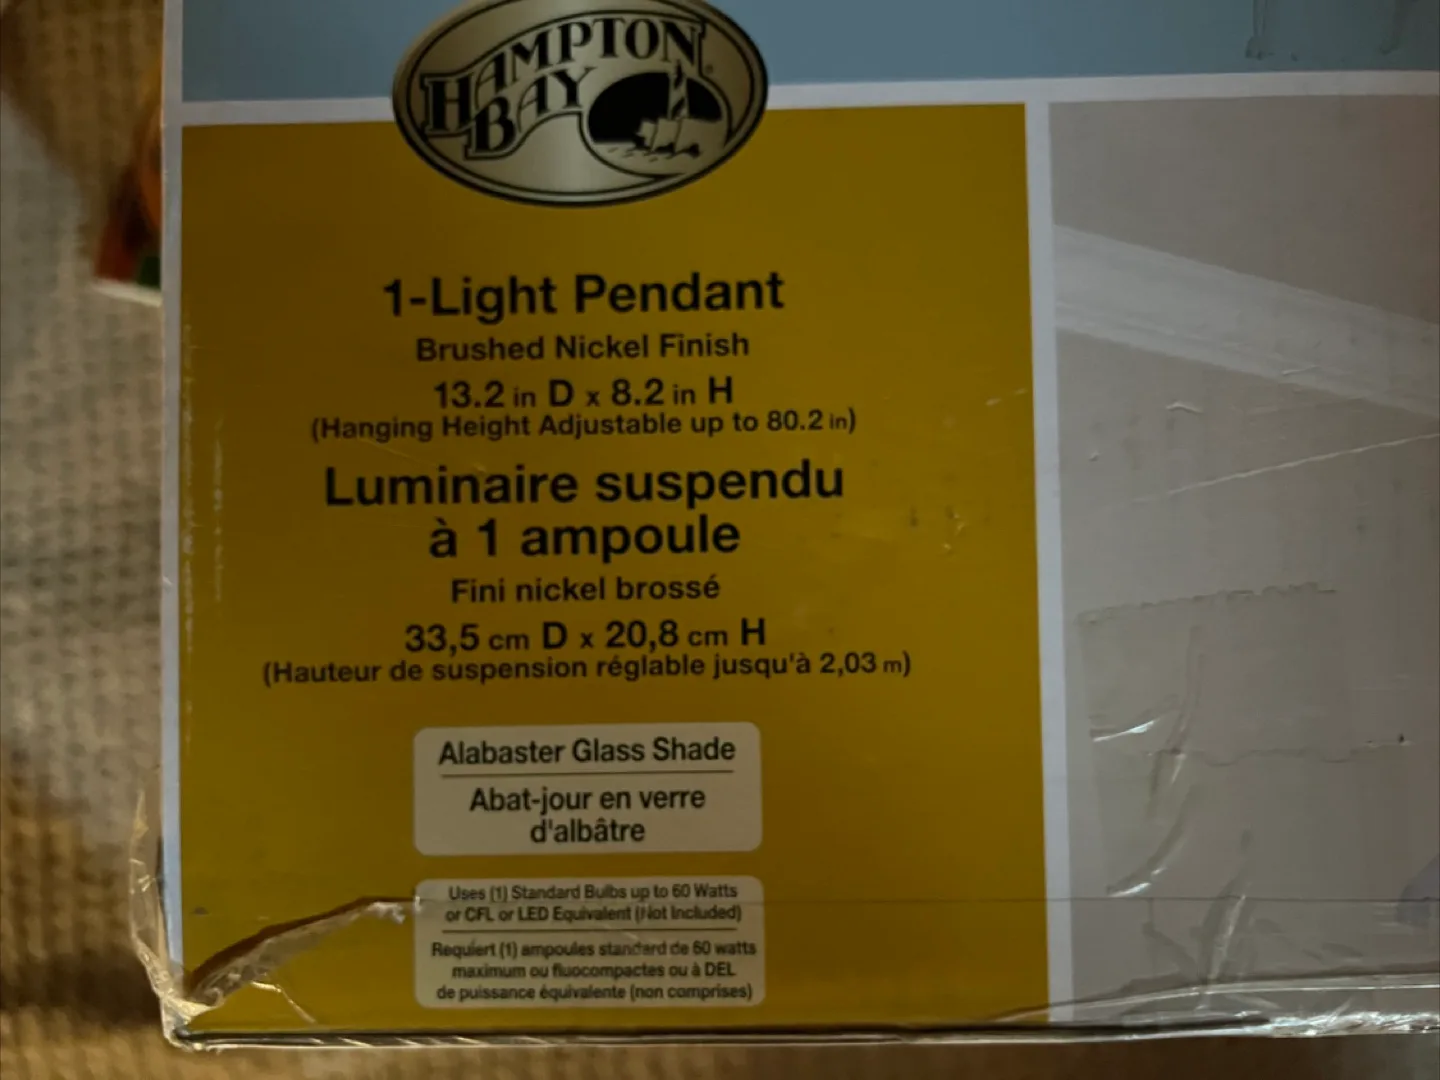 HAMPTON
BAY
1-Light Pendant
Brushed Nickel Finish
13.2 in D x 8.2 in H
(Hanging Height Adjustable up to 80.2 in)
Luminaire suspendu
à 1 ampoule
Fini nickel brossé
33,5 cm D x 20,8 cm H
(Hauteur de suspension réglable jusqu'à 2,03 m)
Alabaster Glass Shade
Abat-jour en verre
d'albâtre
Uses (1) Standard Bulbs up to 60 Watts
or CFL or LED Equivalent (Not Included)
Requiert (1) ampoules standard de 60 watts
maximum ou fluocompactes ou à DEL
de puissance équivalente (non comprises)